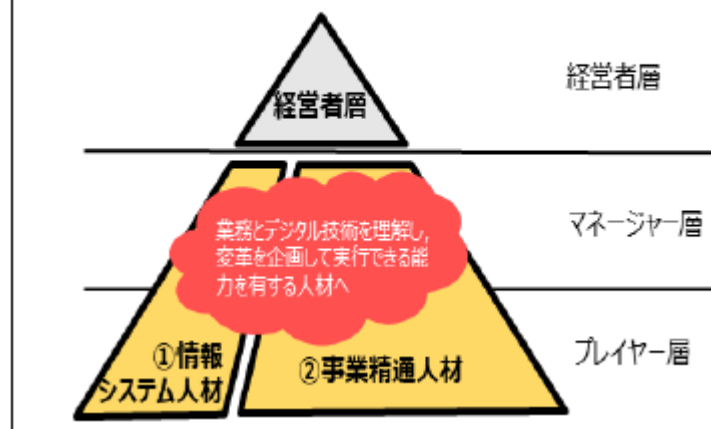 経営者層
経営者層
業務とデジタル技術を理解し,
変革を企画して実行できる能
力を有する人材へ
マネージャー層
①情報
システム人材
②事業精通人材
プレイヤー層